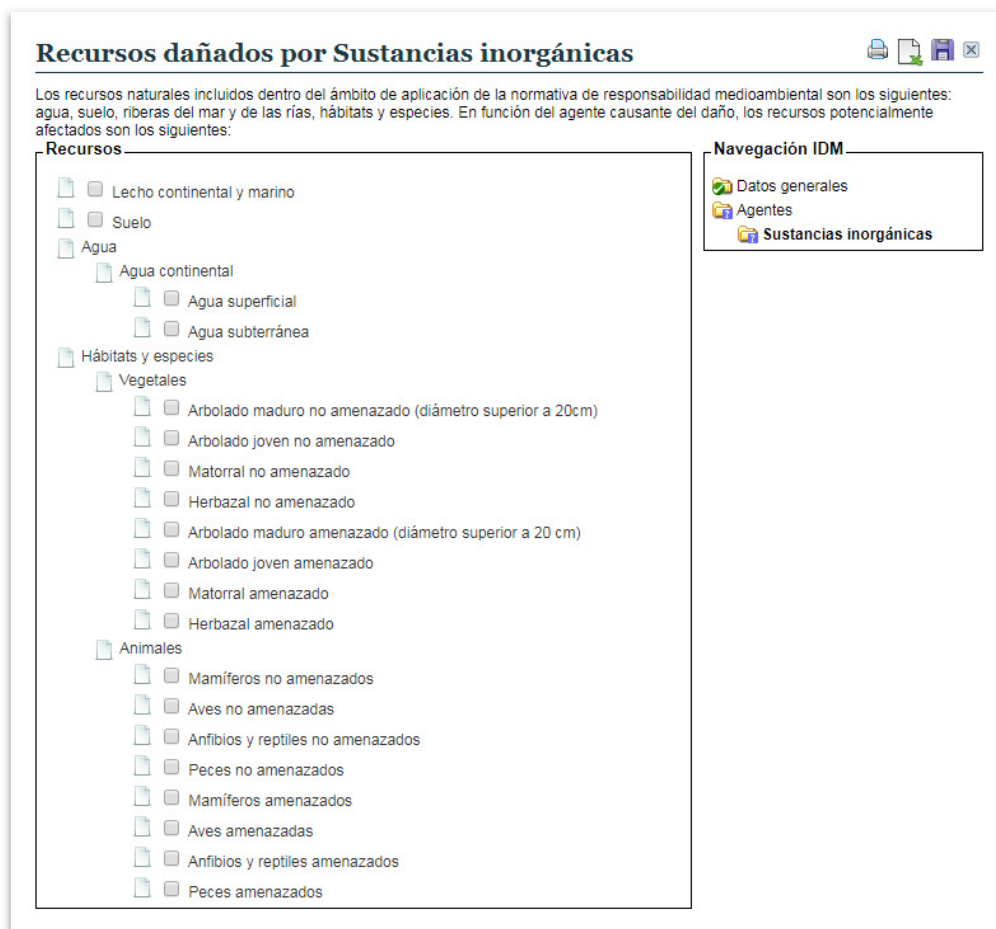 Recursos dañados por Sustancias inorgánicas
Los recursos naturales incluidos dentro del ámbito de aplicación de la normativa de responsabilidad medioambiental son los siguientes:
agua, suelo, riberas del mar y de las rías, hábitats y especies. En función del agente causante del daño, los recursos potencialmente
afectados son los siguientes:
Recursos
Lecho continental y marino
Suelo
Agua
Agua continental
Agua superficial
Agua subterránea
Hábitats y especies
Vegetales
Arbolado maduro no amenazado (diámetro superior a 20cm)
Arbolado joven no amenazado
Matorral no amenazado
Herbazal no amenazado
Arbolado maduro amenazado (diámetro superior a 20 cm)
Arbolado joven amenazado
Matorral amenazado
Herbazal amenazado
Animales
Mamíferos no amenazados
Aves no amenazadas
Anfibios y reptiles no amenazados
Peces no amenazados
Mamíferos amenazados
Aves amenazadas
Anfibios y reptiles amenazados
Peces amenazados
Navegación IDM
Datos generales
Agentes
Sustancias inorgánicas